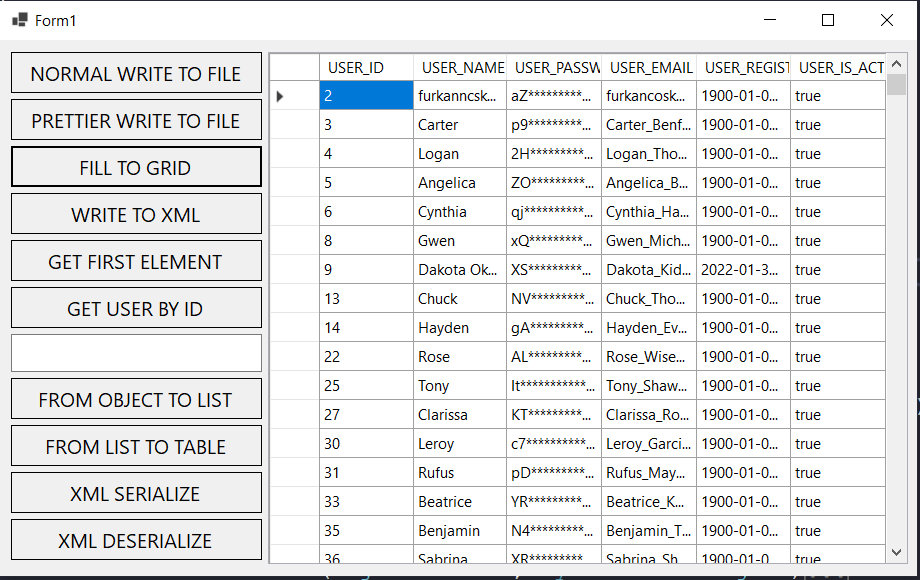 Form1
NORMAL WRITE TO FILE
PRETTIER WRITE TO FILE
FILL TO GRID
WRITE TO XML
GET FIRST ELEMENT
GET USER BY ID
FROM OBJECT TO LIST
FROM LIST TO TABLE
XML SERIALIZE
XML DESERIALIZE
USER_ID USER_NAME USER_PASSW USER_EMAIL USER_REGIST USER_IS_ACT
2 furkanncsk... aZ*********... furkancosk... 1900-01-0... true
3 Carter p9*********... Carter_Benf... 1900-01-0... true
4 Logan 2H*********... Logan_Tho... 1900-01-0... true
5 Angelica ZO*********... Angelica_B... 1900-01-0... true
6 Cynthia qj**********... Cynthia_Ha... 1900-01-0... true
8 Gwen xQ*********... Gwen_Mich... 1900-01-0... true
9 Dakota Ok... XS*********... Dakota_Kid... 2022-01-3... true
13 Chuck NV*********... Chuck_Tho... 1900-01-0... true
14 Hayden gA*********... Hayden_Ev... 1900-01-0... true
22 Rose AL*********... Rose_Wise... 1900-01-0... true
25 Tony It***********... Tony_Shaw... 1900-01-0... true
27 Clarissa KT*********... Clarissa_Ro... 1900-01-0... true
30 Leroy c7**********... Leroy_Garci... 1900-01-0... true
31 Rufus pD*********... Rufus_May... 1900-01-0... true
33 Beatrice YR*********... Beatrice_K... 1900-01-0... true
35 Benjamin N4*********... Benjamin_T... 1900-01-0... true
36 Sabrina XR*********... Sabrina_Sh... 1900-01-0... true